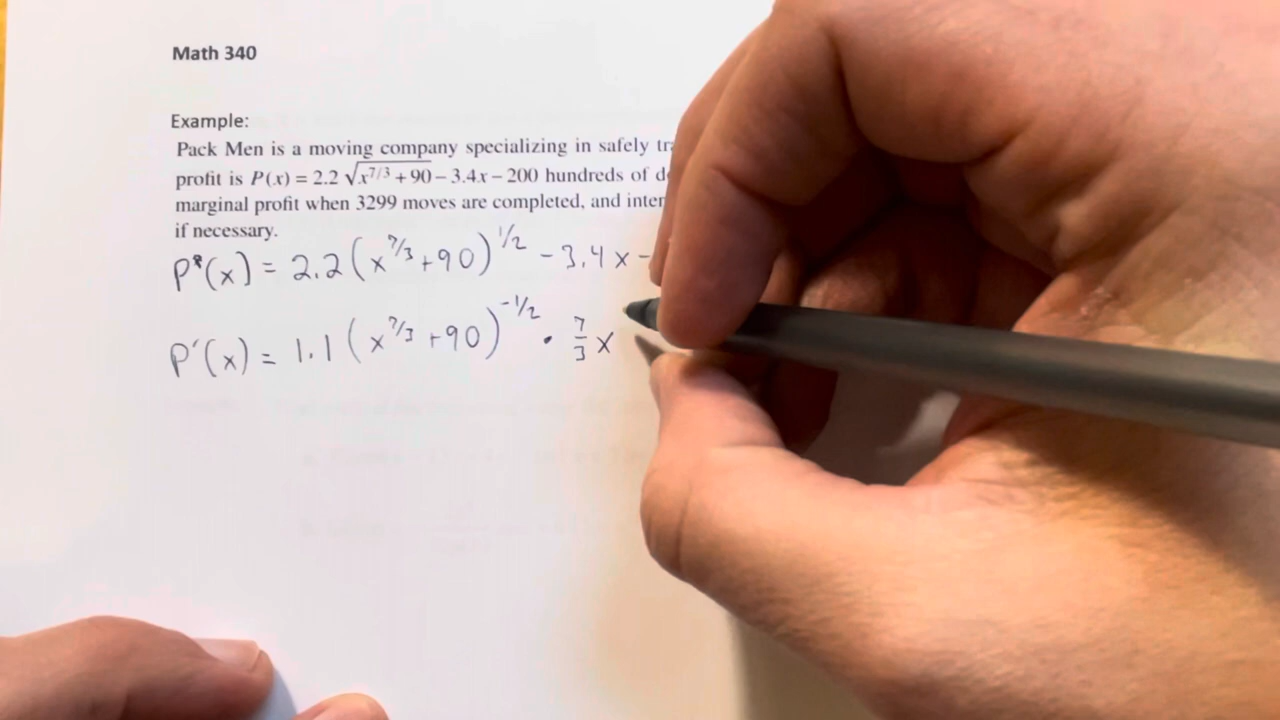 Math 340
Example:
Pack Men is a moving company specializing in safely
profit is P(x) = 2.2 √(x^{7/3} + 90) − 3.4x − 200 hundreds of
marginal profit when 3299 moves are completed, and
if necessary.
P(x) = 2.2(x^{7/3} + 90)^{1/2} − 3.4x −
P'(x) = 1.1(x^{7/3} + 90)^{-1/2} · 7/3 x